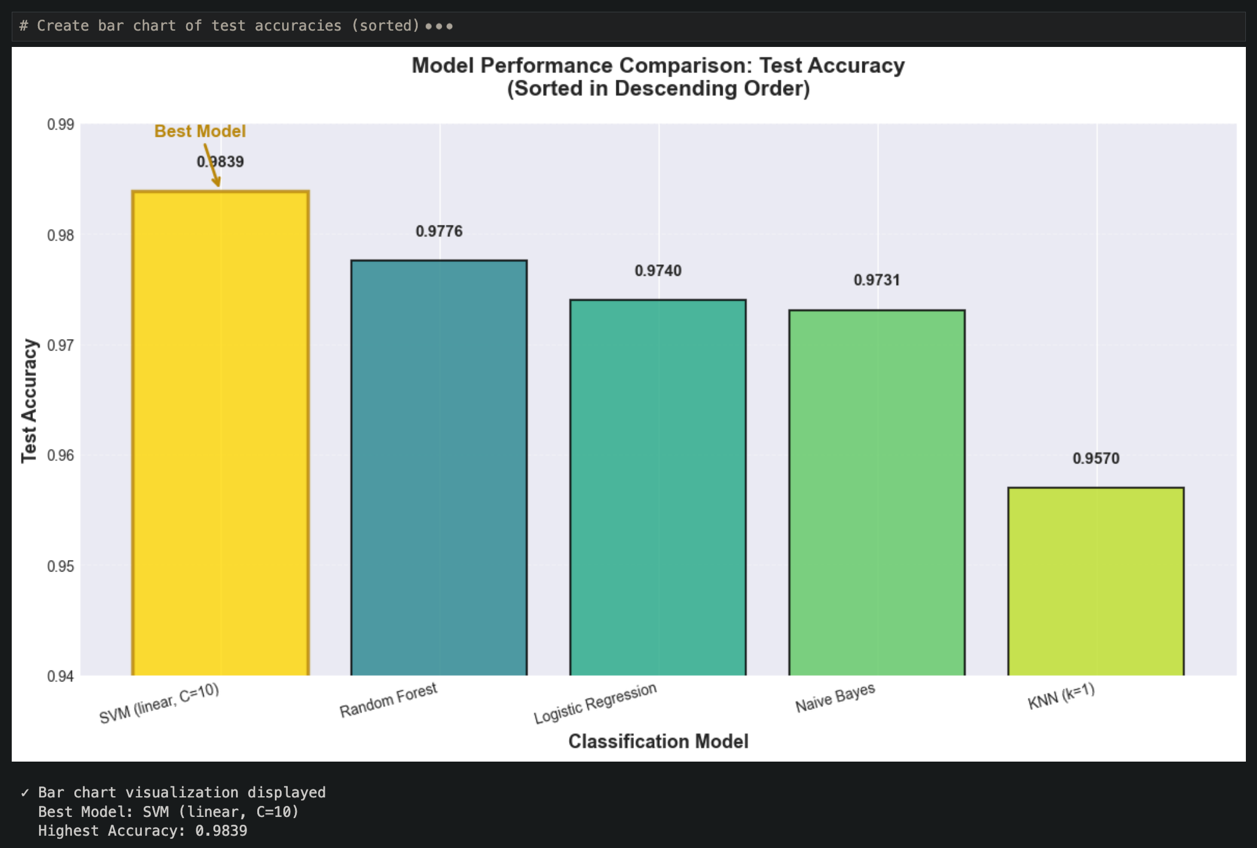 # Create bar chart of test accuracies (sorted) •••
Model Performance Comparison: Test Accuracy
(Sorted in Descending Order)
0.99
0.98
0.97
0.96
0.95
0.94
Test Accuracy
Best Model
0.9839
0.9776
0.9740
0.9731
0.9570
SVM (linear, C=10)
Random Forest
Logistic Regression
Naive Bayes
KNN (k=1)
Classification Model
✓ Bar chart visualization displayed
Best Model: SVM (linear, C=10)
Highest Accuracy: 0.9839